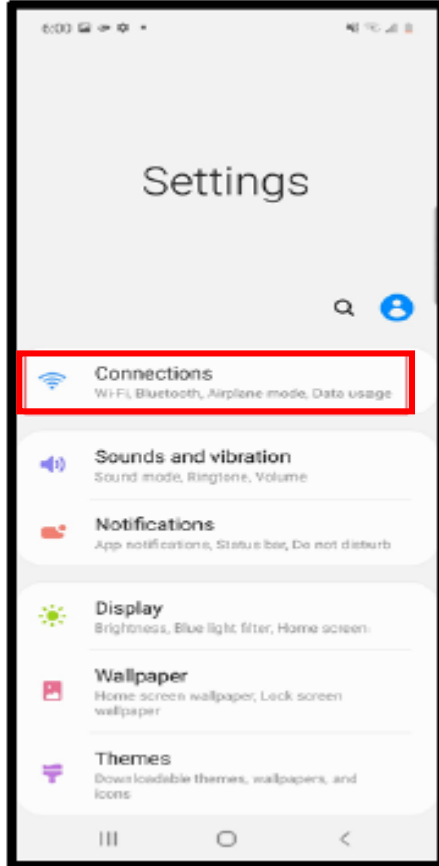 6:00
Settings
Connections
Wi-Fi, Bluetooth, Airplane mode, Data usage
Sounds and vibration
Sound mode, Ringtone, Volume
Notifications
App notifications, Status bar, Do not disturb
Display
Brightness, Blue light filter, Home screen
Wallpaper
Home screen wallpaper, Lock screen
wallpaper
Themes
Downloadable themes, wallpapers, and
icons